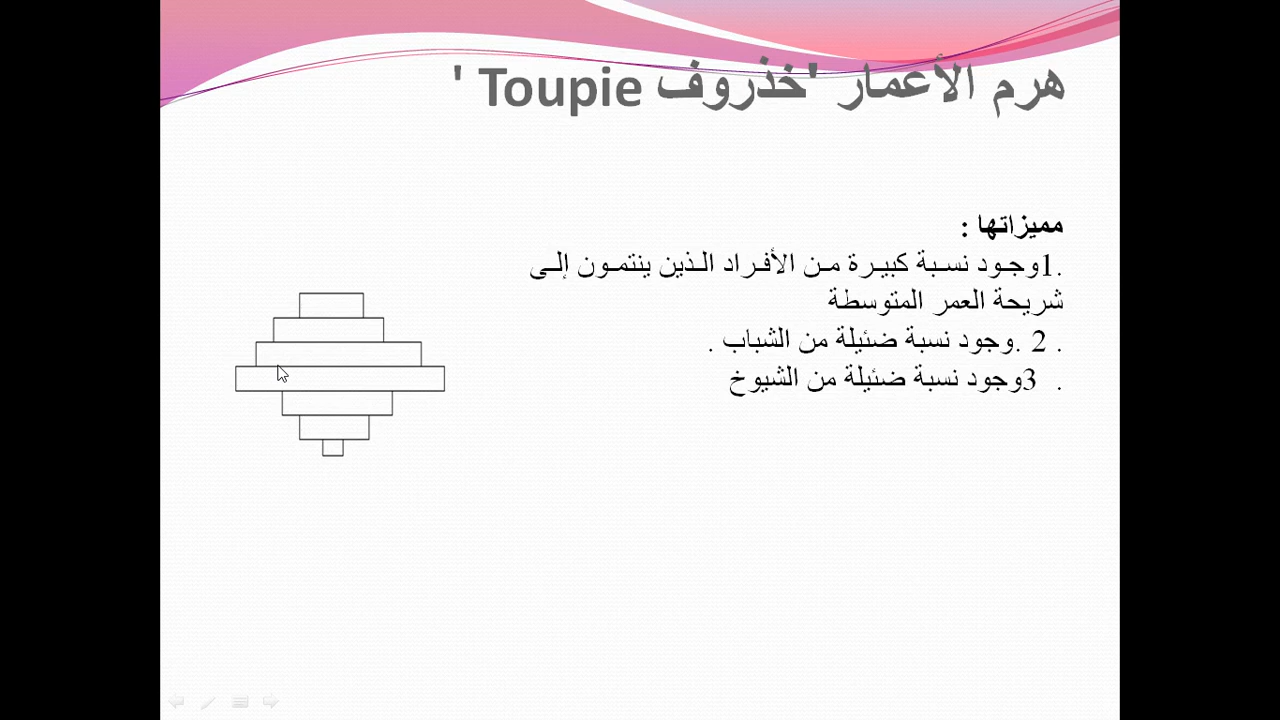 هرم الأعمار 'خذروف Toupie '
مميزاتها :
.1وجود نسبة كبيرة من الأفراد الذين ينتمون إلى
شريحة العمر المتوسطة
. 2 .وجود نسبة ضئيلة من الشباب .
. 3وجود نسبة ضئيلة من الشيوخ